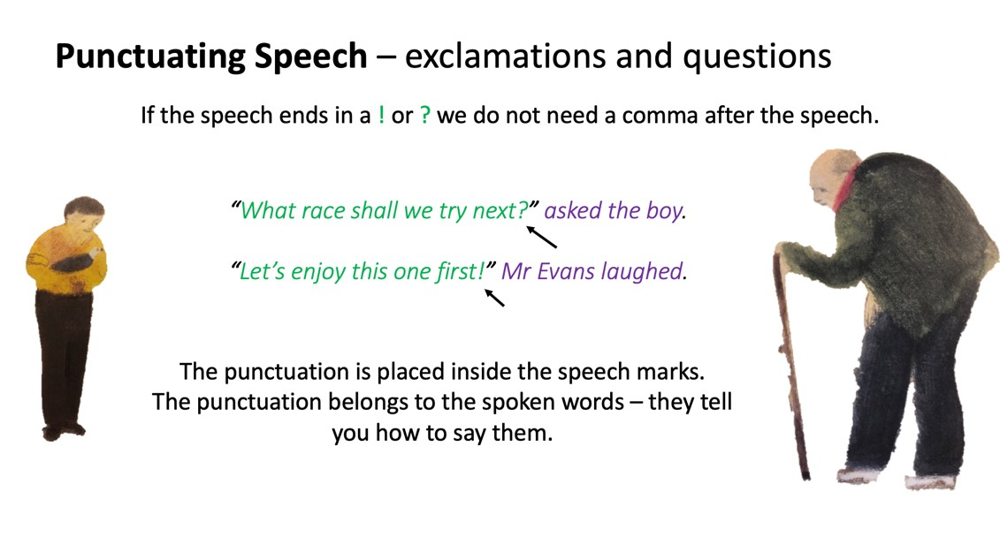 Punctuating Speech – exclamations and questions
If the speech ends in a ! or ? we do not need a comma after the speech.
“What race shall we try next?” asked the boy.
“Let’s enjoy this one first!” Mr Evans laughed.
The punctuation is placed inside the speech marks.
The punctuation belongs to the spoken words – they tell
you how to say them.